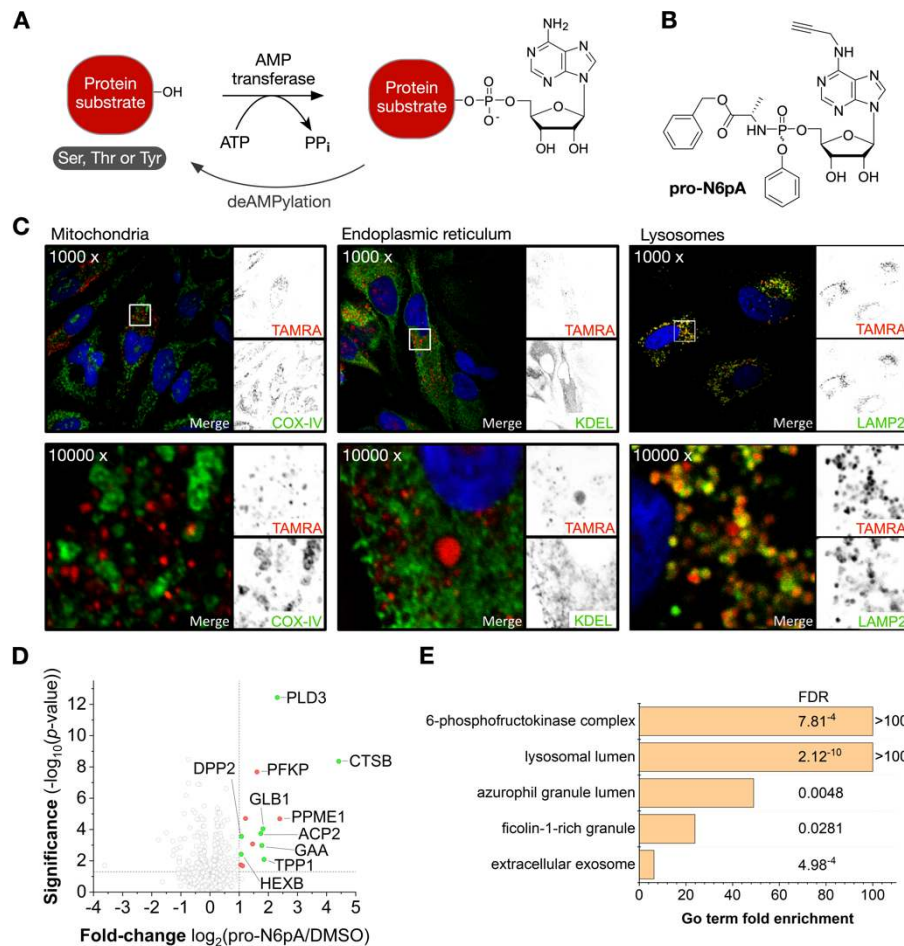 A
Protein
substrate
OH
Ser, Thr or Tyr
AMP
transferase
ATP
PPi
deAMPylation
Protein
substrate
O
O
P
O
O-
O
OH OH
NH2
N
N
N
N
B
HN
N
N
N
N
O
O
HN
P
O
O
O
O
OH OH
pro-N6pA
C
Mitochondria
1000 x
Merge
TAMRA
COX-IV
10000 x
Merge
TAMRA
COX-IV
Endoplasmic reticulum
1000 x
Merge
TAMRA
KDEL
10000 x
Merge
TAMRA
KDEL
Lysosomes
1000 x
Merge
TAMRA
LAMP2
10000 x
Merge
TAMRA
LAMP2
D
Significance (-log10(p-value))
12
10
8
6
4
2
0
PLD3
CTSB
PFKP
DPP2
GLB1
PPME1
ACP2
GAA
TPP1
HEXB
-4 -3 -2 -1 0 1 2 3 4 5
Fold-change log2(pro-N6pA/DMSO)
E
FDR
6-phosphofructokinase complex 7.81-4 >100
lysosomal lumen 2.12-10 >100
azurophil granule lumen 0.0048
ficolin-1-rich granule 0.0281
extracellular exosome 4.98-4
0 20 40 60 80 100
Go term fold enrichment